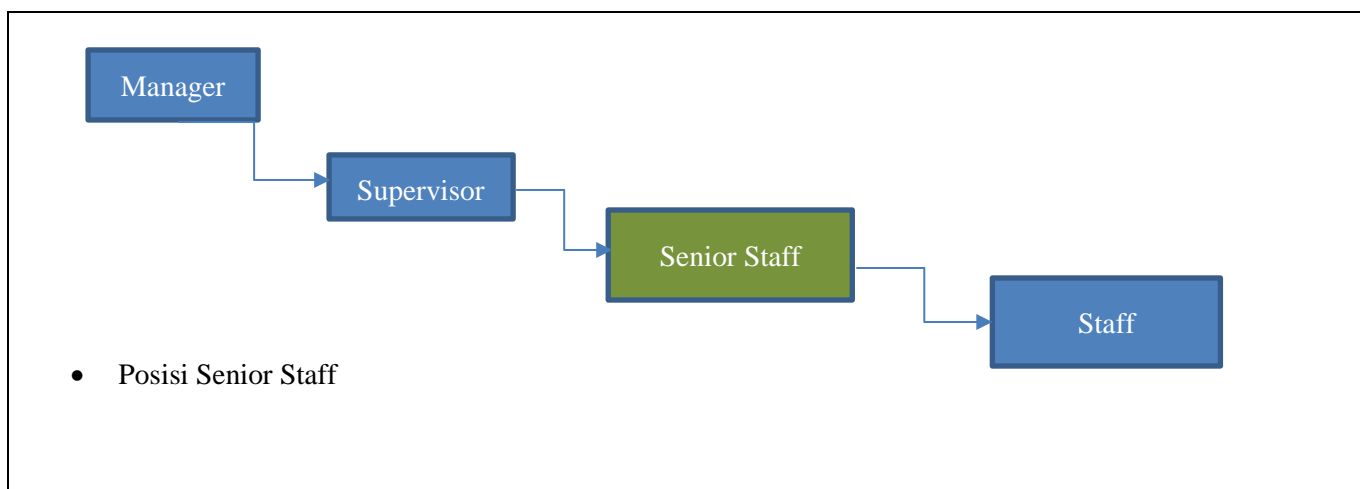 Manager
Supervisor
Senior Staff
Staff
• Posisi Senior Staff